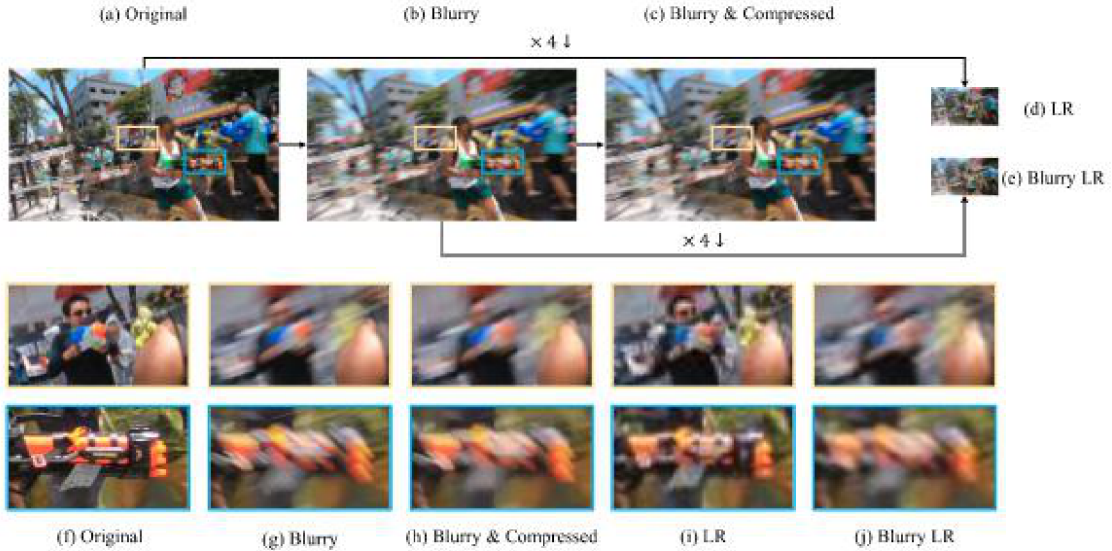 (a) Original
(b) Blurry
(c) Blurry & Compressed
× 4 ↓
(d) LR
(e) Blurry LR
× 4 ↓
(f) Original
(g) Blurry
(h) Blurry & Compressed
(i) LR
(j) Blurry LR